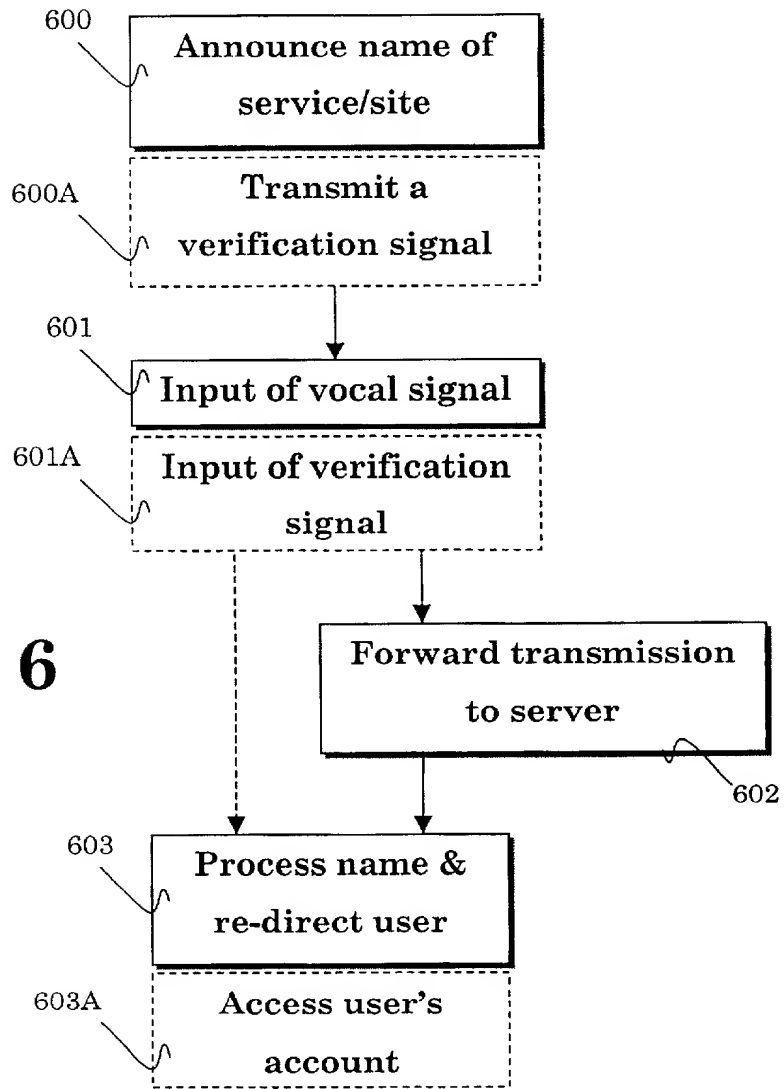 600
Announce name of
service/site
600A
Transmit a
verification signal
601
Input of vocal signal
601A
Input of verification
signal
6
Forward transmission
to server
602
603
Process name &
re-direct user
603A
Access user's
account